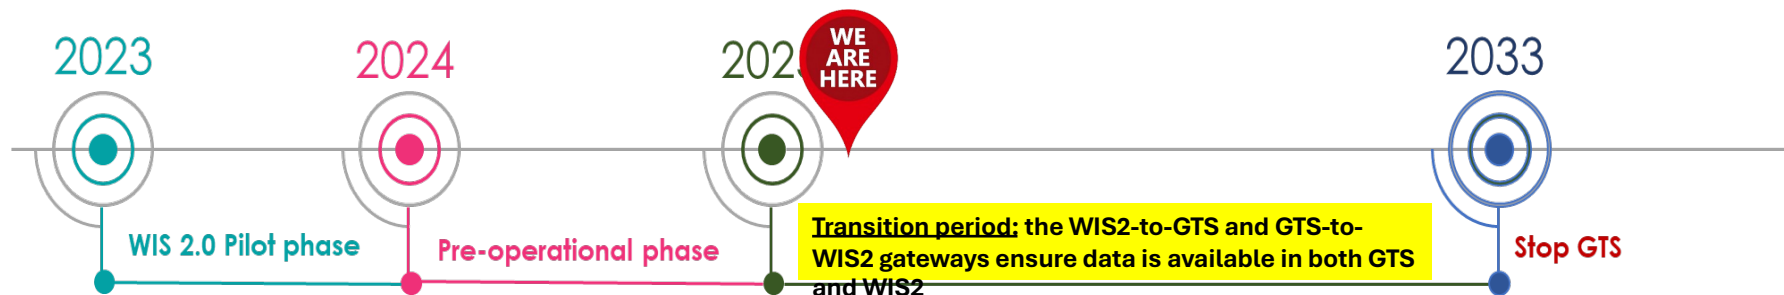 2023
2024
202
WE
ARE
HERE
2033
WIS 2.0 Pilot phase
Pre-operational phase
Transition period: the WIS2-to-GTS and GTS-to-
WIS2 gateways ensure data is available in both GTS
and WIS2
Stop GTS